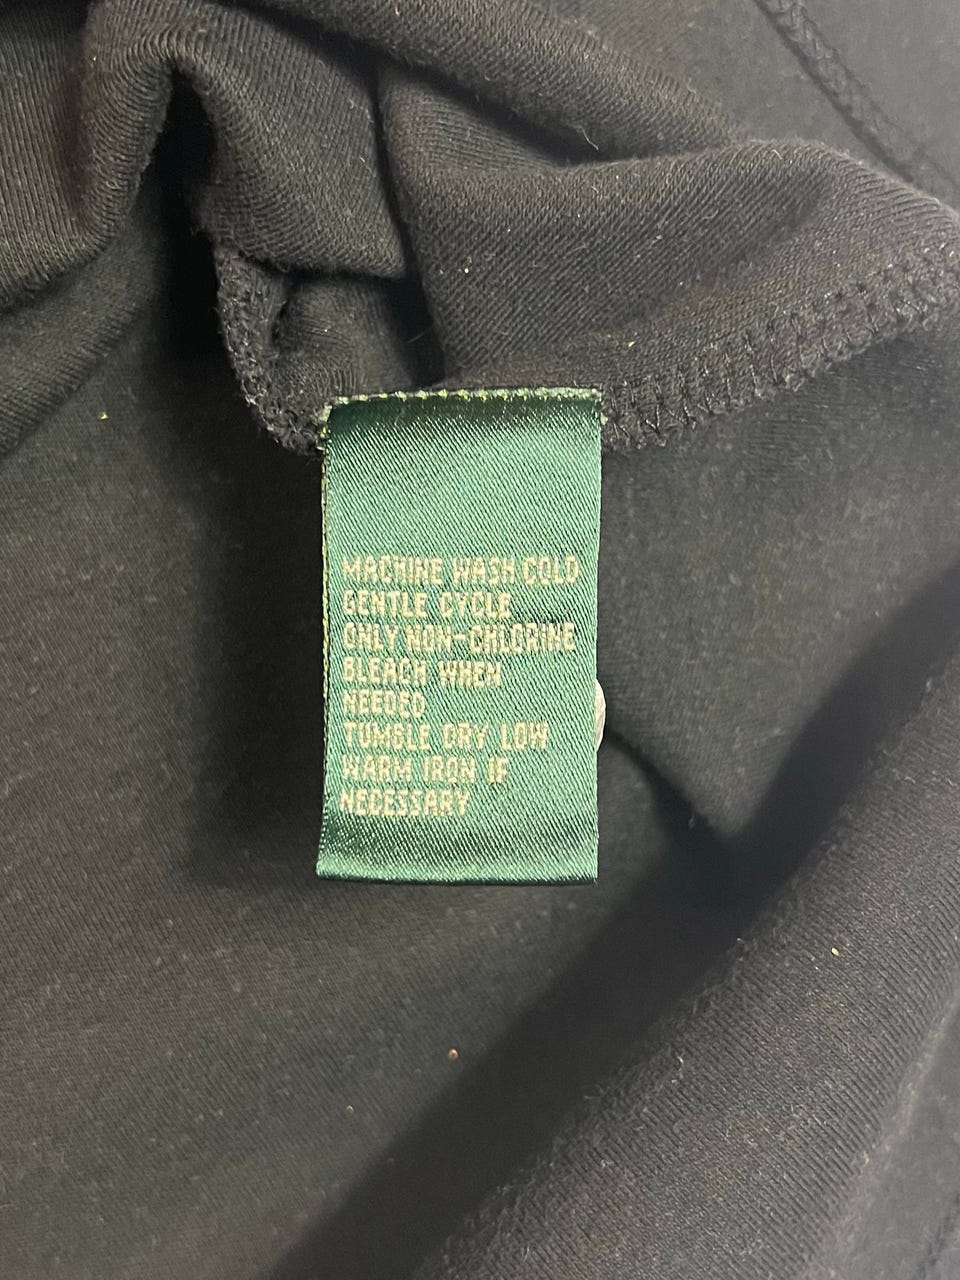 MACHINE WASH COLD
GENTLE CYCLE
ONLY NON-CHLORINE
BLEACH WHEN
NEEDED
TUMBLE DRY LOW
WARM IRON IF
NECESSARY